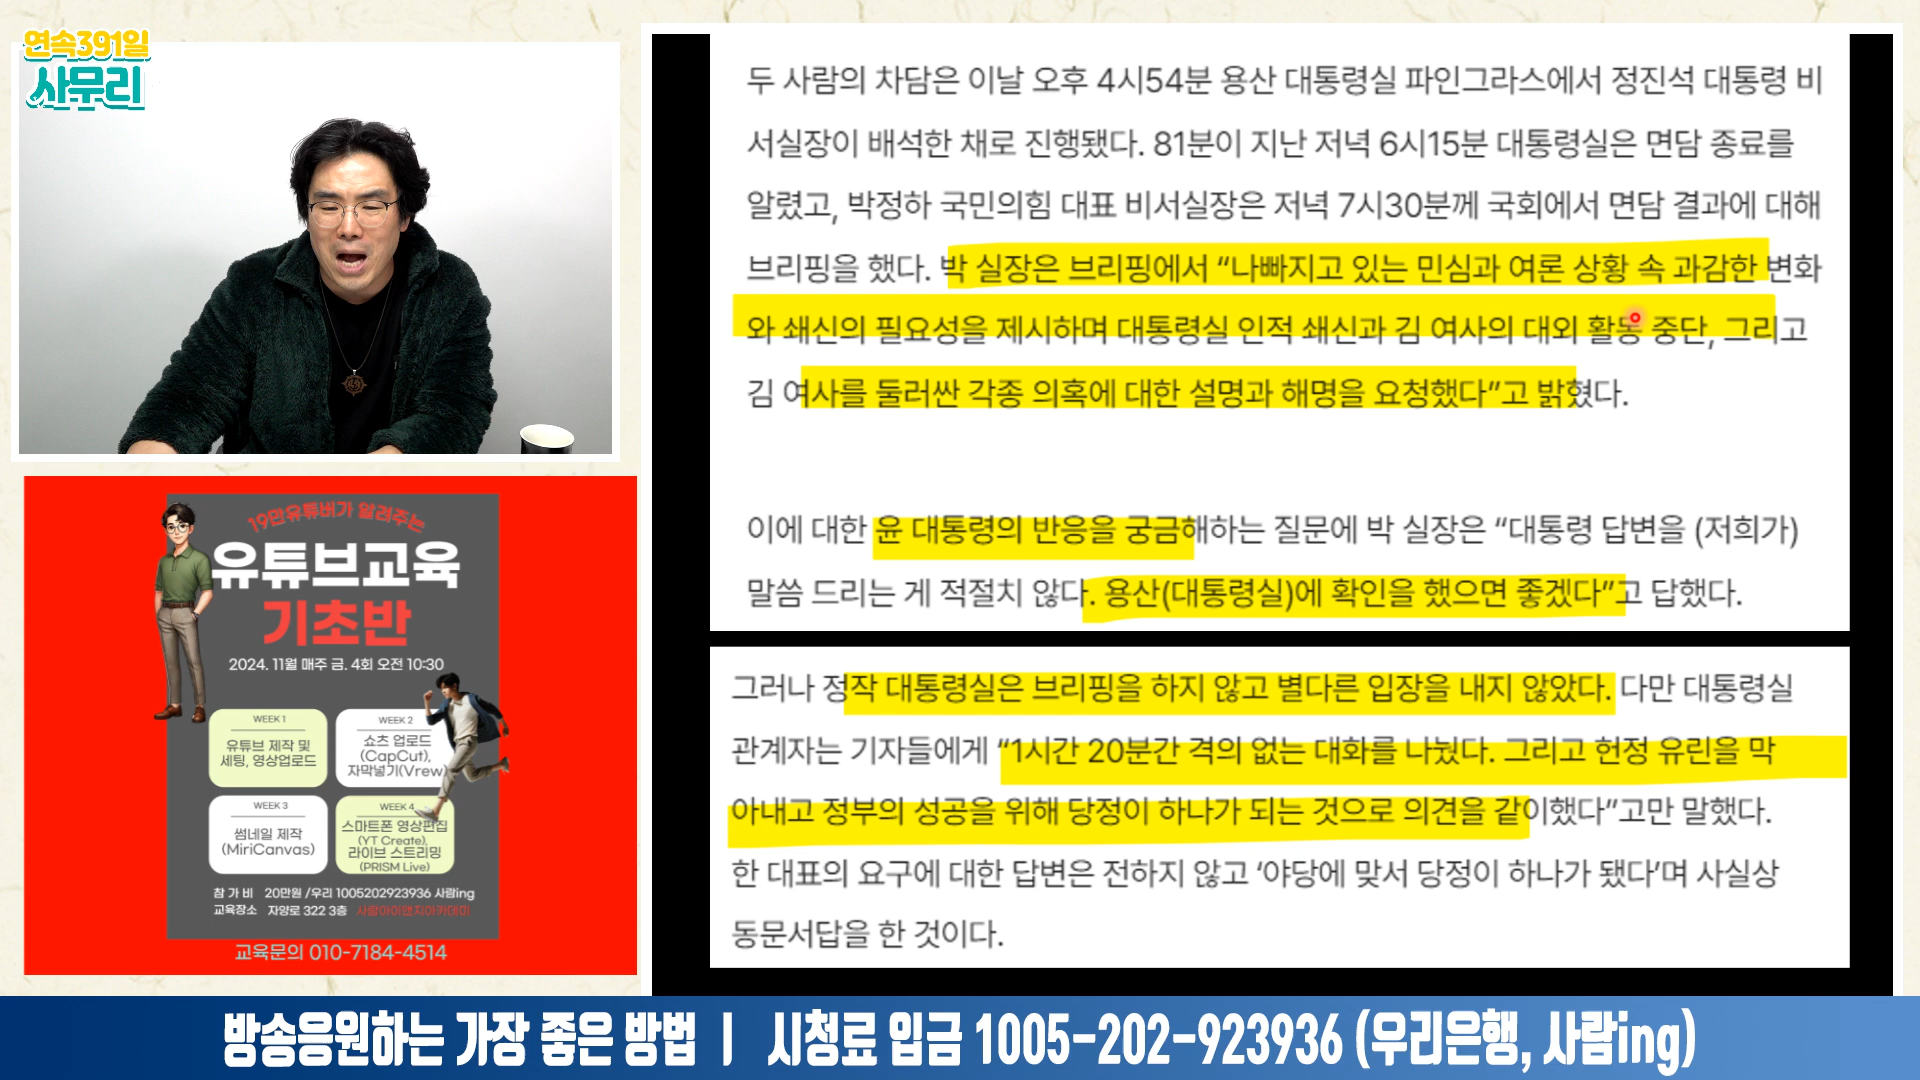 연속391일
사무리
두 사람의 차담은 이날 오후 4시54분 용산 대통령실 파인그라스에서 정진석 대통령 비
서실장이 배석한 채로 진행됐다. 81분이 지난 저녁 6시15분 대통령실은 면담 종료를
알렸고, 박정하 국민의힘 대표 비서실장은 저녁 7시30분께 국회에서 면담 결과에 대해
브리핑을 했다. 박 실장은 브리핑에서 “나빠지고 있는 민심과 여론 상황 속 과감한 변화
와 쇄신의 필요성을 제시하며 대통령실 인적 쇄신과 김 여사의 대외 활동 중단, 그리고
김 여사를 둘러싼 각종 의혹에 대한 설명과 해명을 요청했다”고 밝혔다.
이에 대한 윤 대통령의 반응을 궁금해하는 질문에 박 실장은 “대통령 답변을 (저희가)
말씀 드리는 게 적절치 않다. 용산(대통령실)에 확인을 했으면 좋겠다”고 답했다.
그러나 정작 대통령실은 브리핑을 하지 않고 별다른 입장을 내지 않았다. 다만 대통령실
관계자는 기자들에게 “1시간 20분간 격의 없는 대화를 나눴다. 그리고 헌정 유린을 막
아내고 정부의 성공을 위해 당정이 하나가 되는 것으로 의견을 같이했다”고만 말했다.
한 대표의 요구에 대한 답변은 전하지 않고 ‘야당에 맞서 당정이 하나가 됐다’며 사실상
동문서답을 한 것이다.
19만유튜버가 알려주는
유튜브교육
기초반
2024. 11월 매주 금. 4회 오전 10:30
WEEK 1
유튜브 제작 및
세팅, 영상업로드
WEEK 2
쇼츠 업로드
(CapCut),
자막넣기(Vrew)
WEEK 3
썸네일 제작
(MiriCanvas)
WEEK 4
스마트폰 영상편집
(YT Create),
라이브 스트리밍
(PRISM Live)
참 가 비 20만원 /우리 1005202923936 사람ing
교육장소 자양로 322 3층 사람아이앤지아카데미
교육문의 010-7184-4514
방송응원하는 가장 좋은 방법 | 시청료 입금 1005-202-923936 (우리은행, 사람ing)